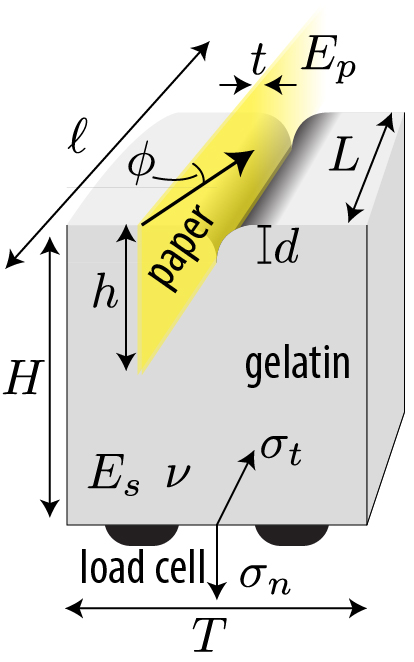 t E_p
ℓ
ϕ
L
paper
h
d
H
gelatin
σ_t
E_s ν
load cell
σ_n
T